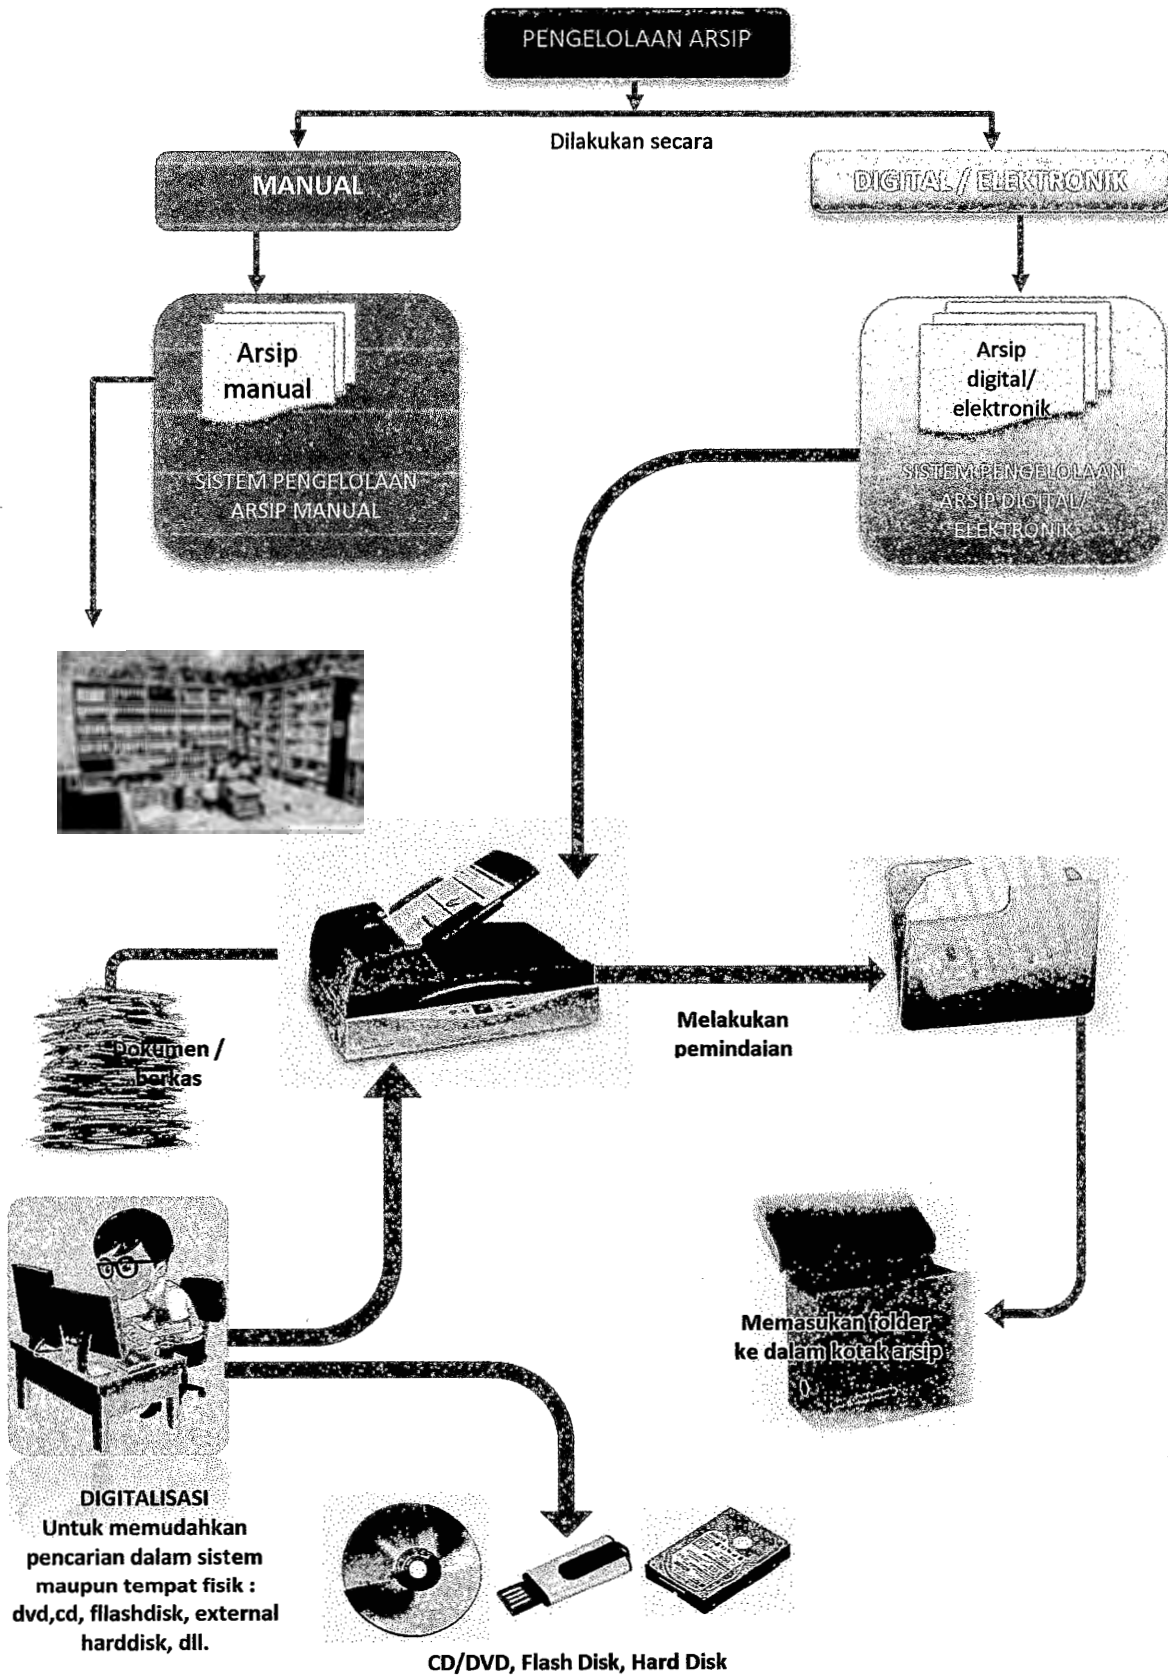 PENGELOLAAN ARSIP
Dilakukan secara
MANUAL
DIGITAL / ELEKTRONIK
Arsip
manual
SISTEM PENGELOLAAN
ARSIP MANUAL
Arsip
digital/
elektronik
SISTEM PENGELOLAAN
ARSIP DIGITAL/
ELEKTRONIK
Melakukan
pemindaian
Dokumen /
berkas
Memasukan folder
ke dalam kotak arsip
DIGITALISASI
Untuk memudahkan
pencarian dalam sistem
maupun tempat fisik :
dvd,cd, fllashdisk, external
harddisk, dll.
CD/DVD, Flash Disk, Hard Disk